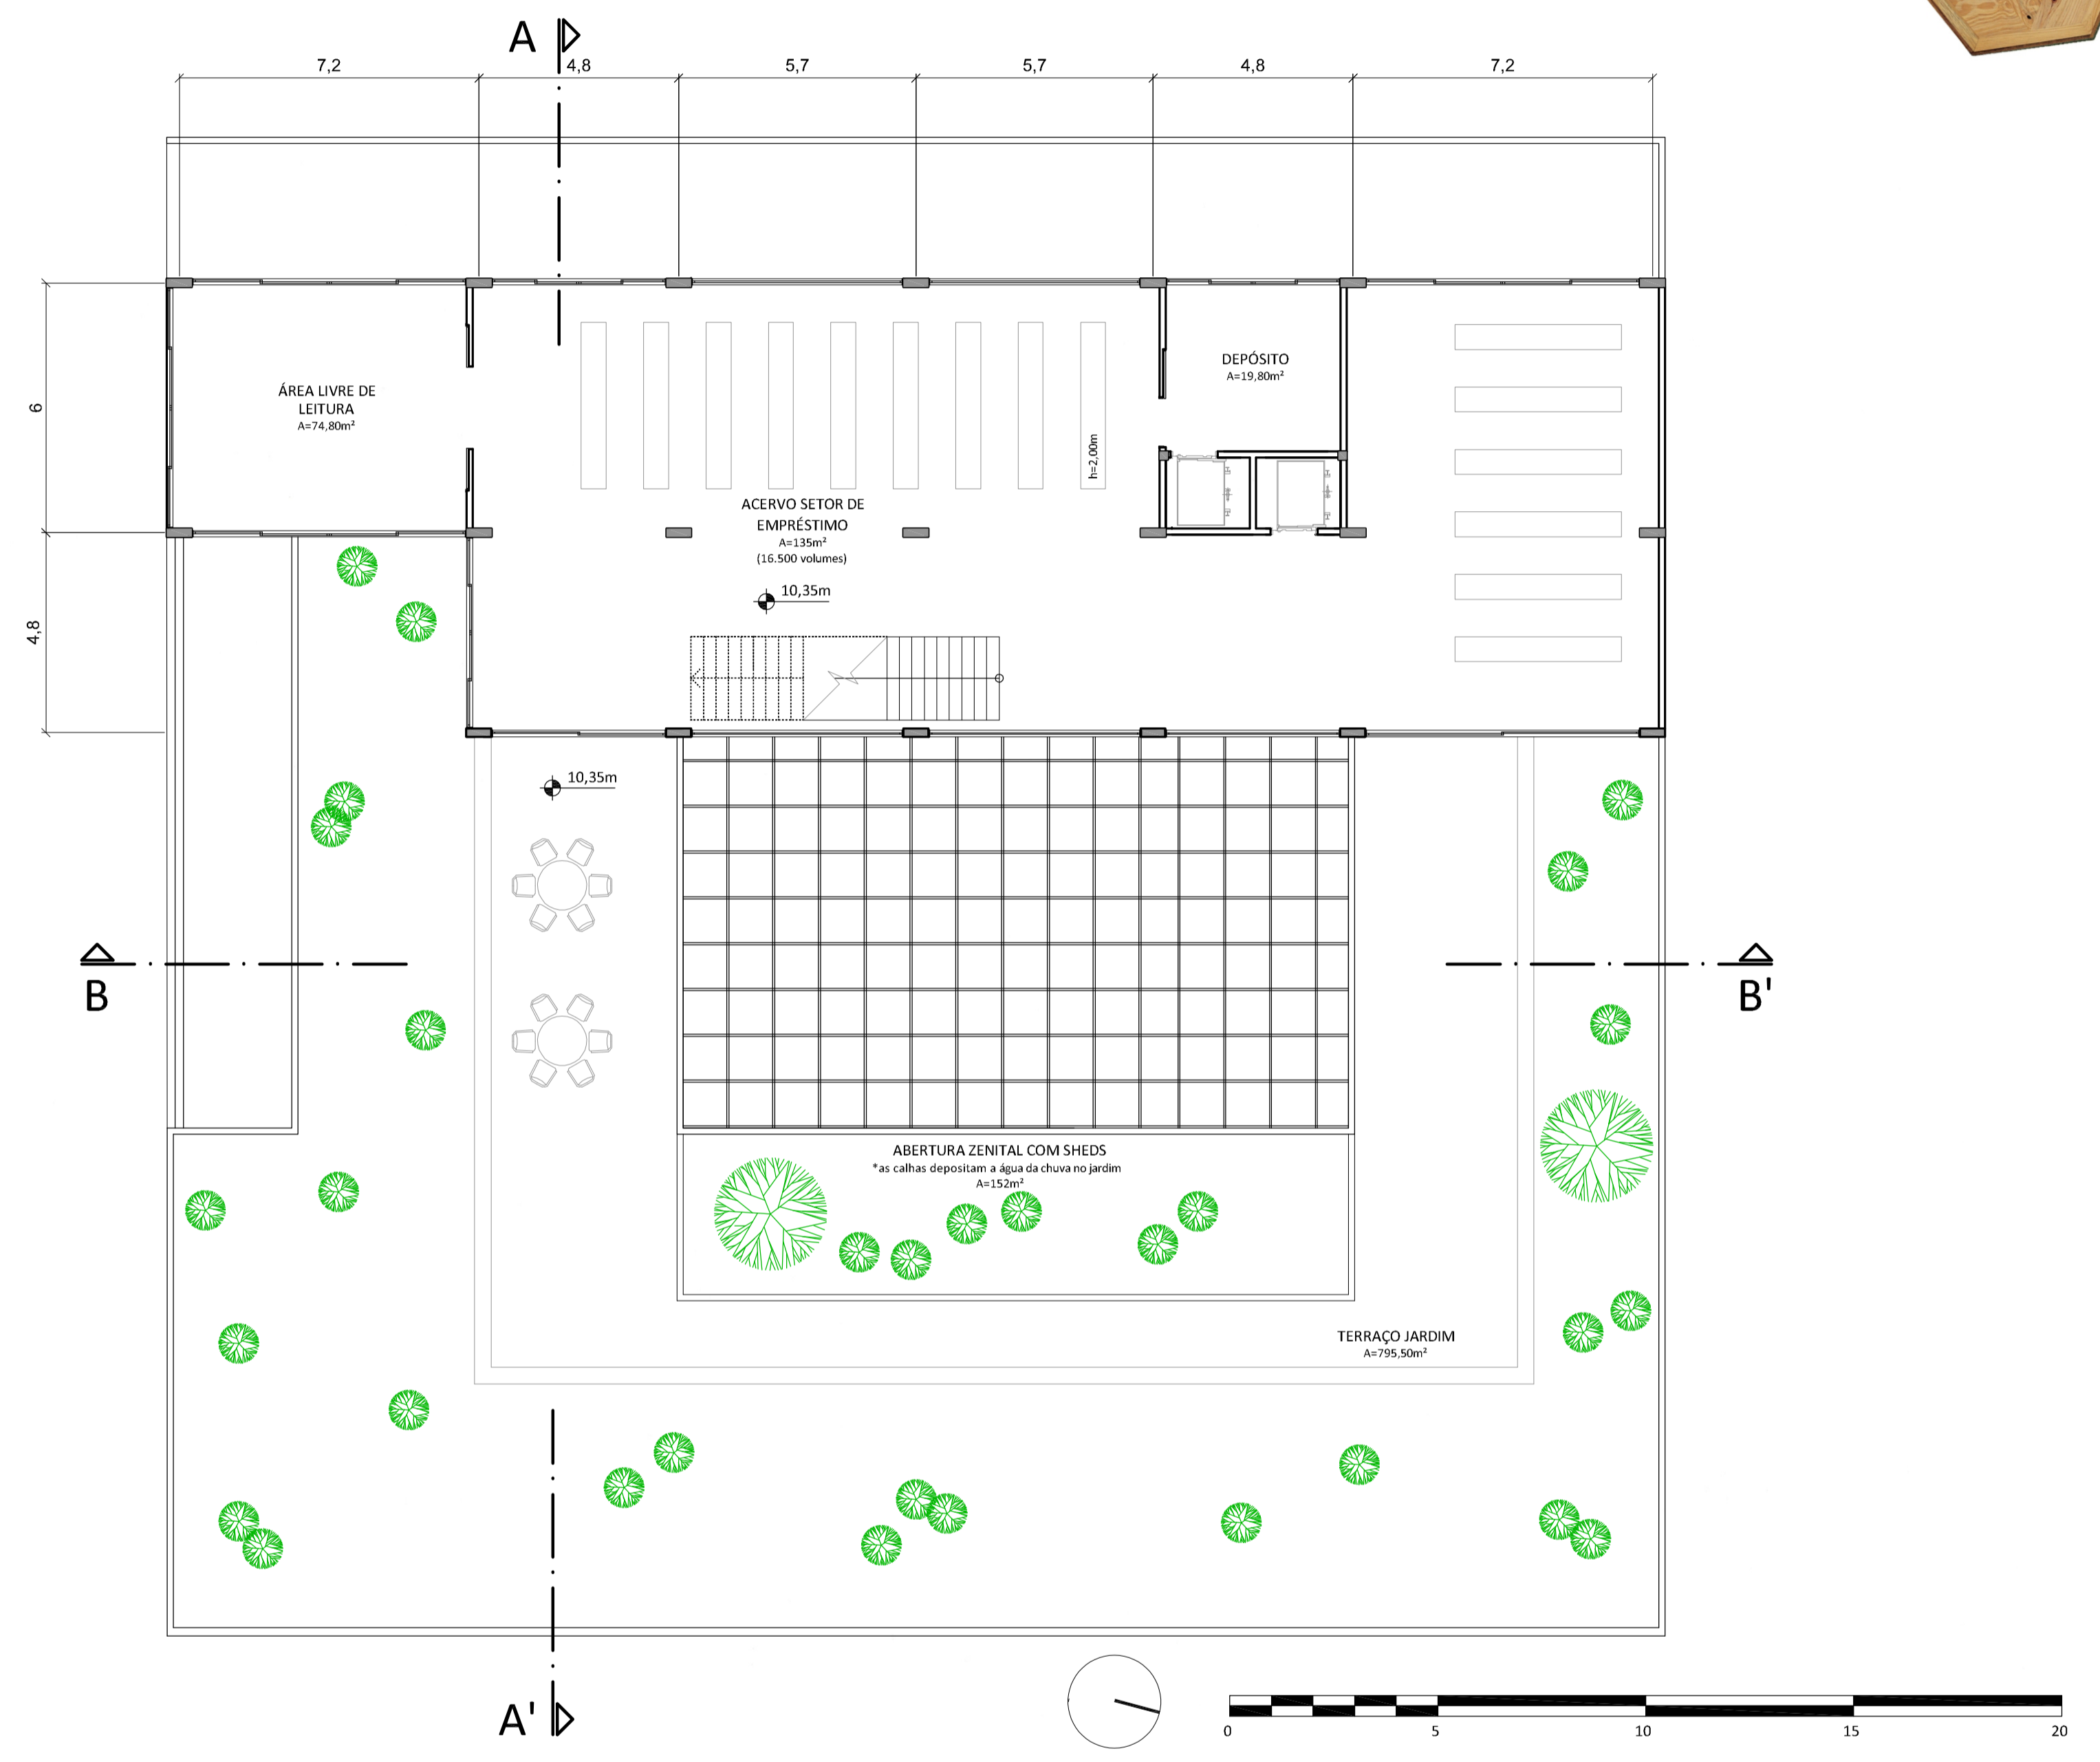 A
7,2
4,8
5,7
5,7
4,8
7,2
6
4,8
ÁREA LIVRE DE
LEITURA
A=74,80m²
DEPÓSITO
A=19,80m²
h=2,00m
ACERVO SETOR DE
EMPRÉSTIMO
A=135m²
(16.500 volumes)
10,35m
10,35m
B
B'
ABERTURA ZENITAL COM SHEDS
*as calhas depositam a água da chuva no jardim
A=152m²
TERRAÇO JARDIM
A=795,50m²
A'
0
5
10
15
20